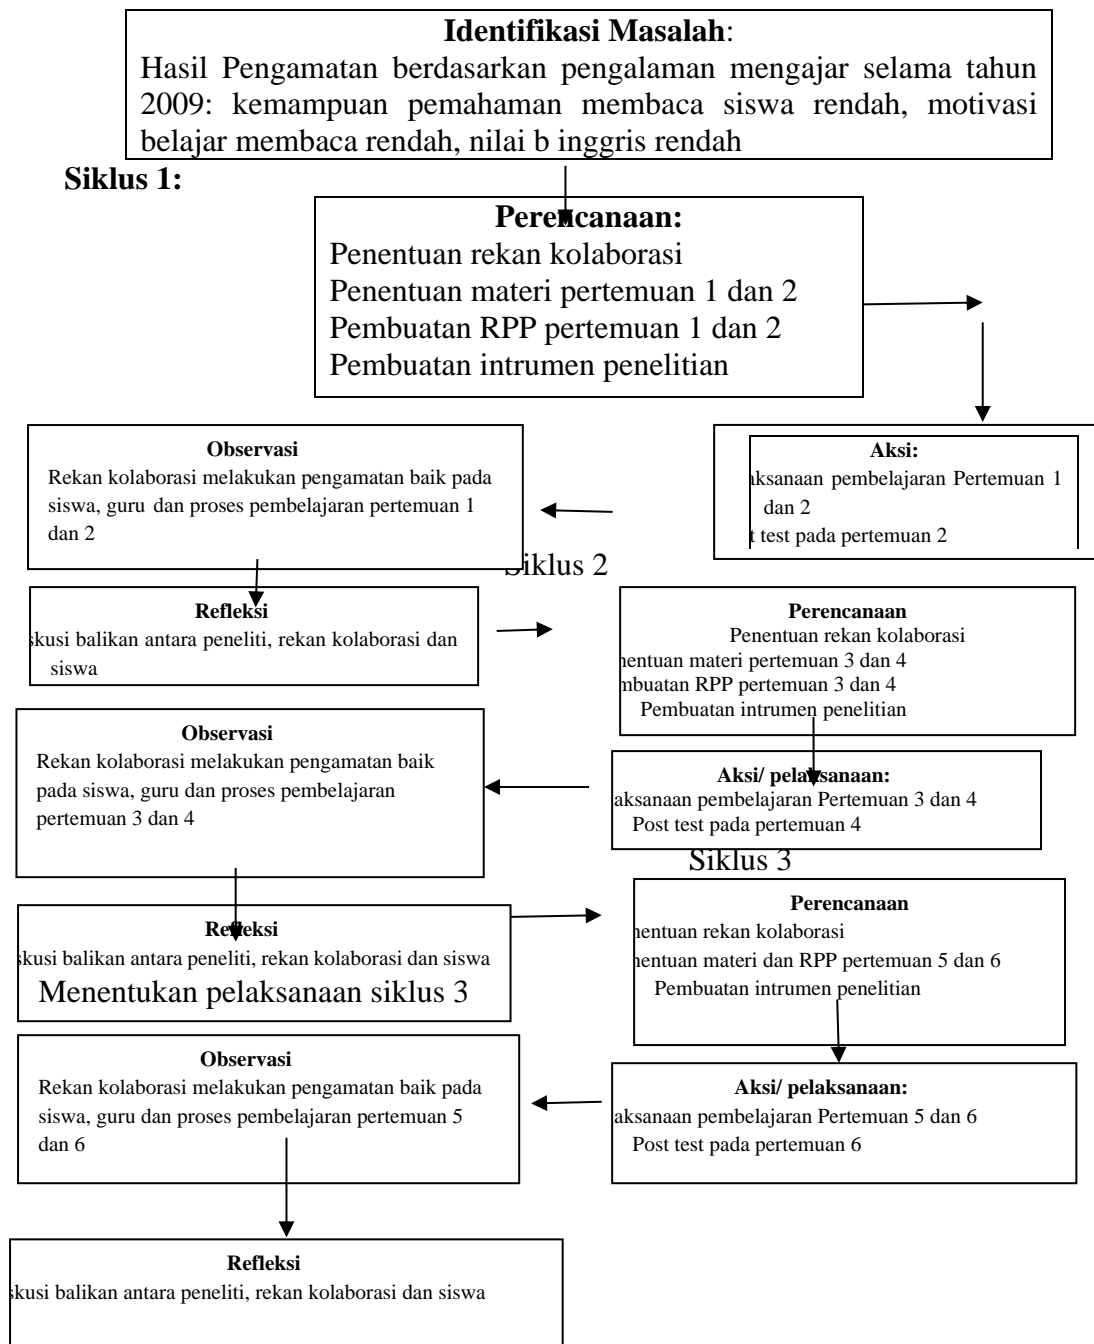 Identifikasi Masalah:
Hasil Pengamatan berdasarkan pengalaman mengajar selama tahun
2009: kemampuan pemahaman membaca siswa rendah, motivasi
belajar membaca rendah, nilai b inggris rendah
Siklus 1:
Perencanaan:
Penentuan rekan kolaborasi
Penentuan materi pertemuan 1 dan 2
Pembuatan RPP pertemuan 1 dan 2
Pembuatan intrumen penelitian
Aksi:
aksanaan pembelajaran Pertemuan 1
dan 2
t test pada pertemuan 2
Observasi
Rekan kolaborasi melakukan pengamatan baik pada
siswa, guru dan proses pembelajaran pertemuan 1
dan 2
Refleksi
skusi balikan antara peneliti, rekan kolaborasi dan
siswa
Siklus 2
Perencanaan
Penentuan rekan kolaborasi
nentuan materi pertemuan 3 dan 4
mbuatan RPP pertemuan 3 dan 4
Pembuatan intrumen penelitian
Aksi/ pelaksanaan:
aksanaan pembelajaran Pertemuan 3 dan 4
Post test pada pertemuan 4
Observasi
Rekan kolaborasi melakukan pengamatan baik
pada siswa, guru dan proses pembelajaran
pertemuan 3 dan 4
Refleksi
skusi balikan antara peneliti, rekan kolaborasi dan siswa
Menentukan pelaksanaan siklus 3
Siklus 3
Perencanaan
nentuan rekan kolaborasi
nentuan materi dan RPP pertemuan 5 dan 6
Pembuatan intrumen penelitian
Aksi/ pelaksanaan:
aksanaan pembelajaran Pertemuan 5 dan 6
Post test pada pertemuan 6
Observasi
Rekan kolaborasi melakukan pengamatan baik pada
siswa, guru dan proses pembelajaran pertemuan 5
dan 6
Refleksi
skusi balikan antara peneliti, rekan kolaborasi dan siswa